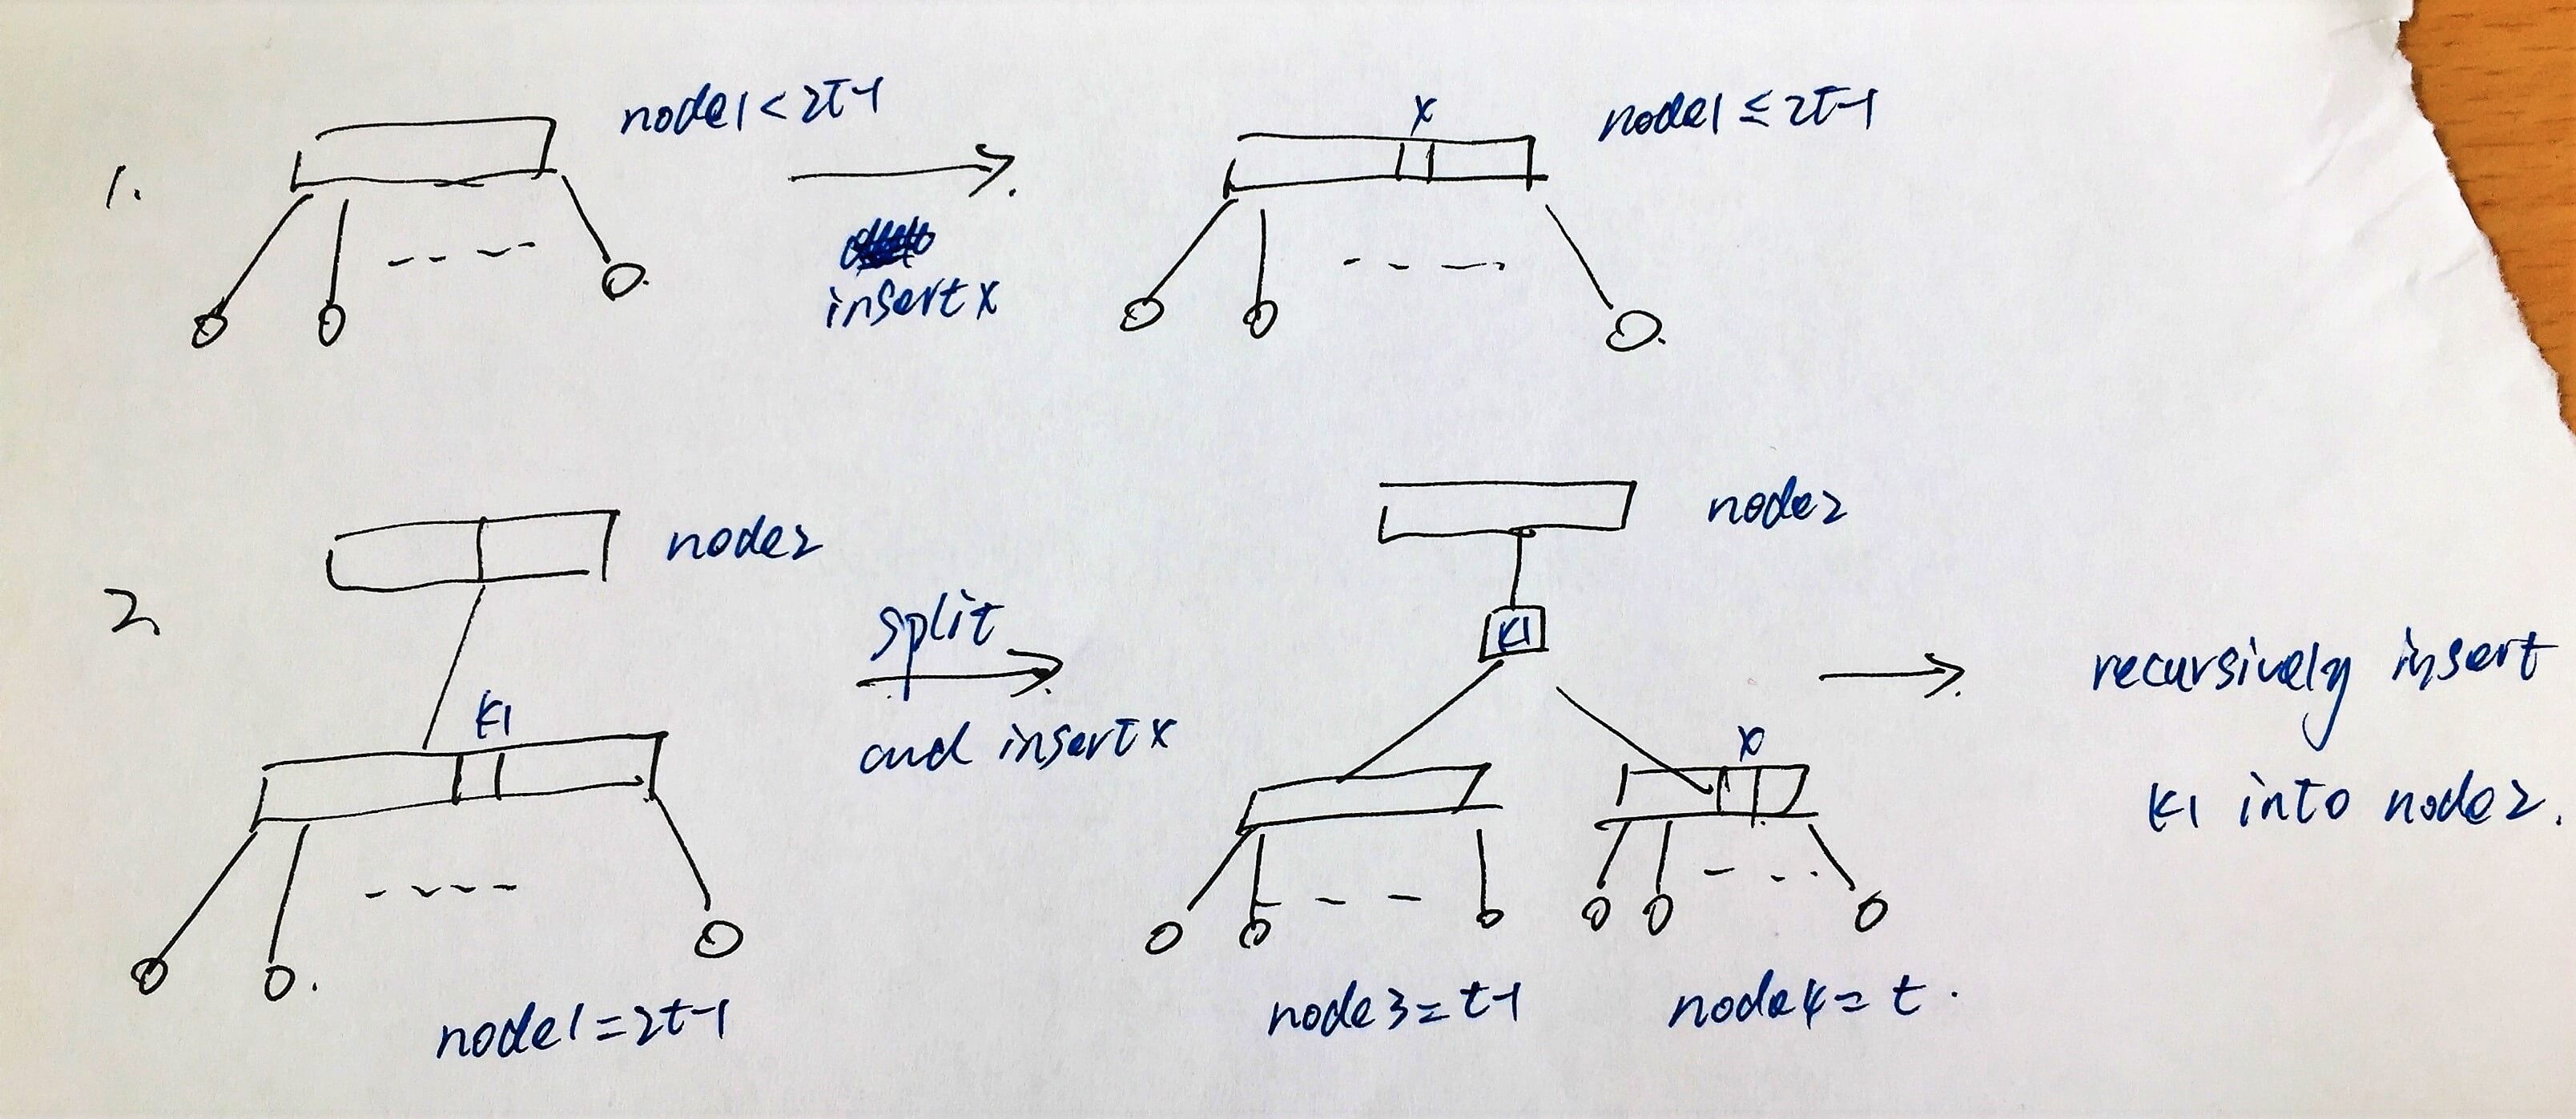 1.
node1 < 2t-1
insert x
x
node1 ≤ 2t-1
2.
node2
k1
node1 = 2t-1
split
and insert x
node2
k1
x
node3 = t-1
node4 = t.
recursively insert
k1 into node2.